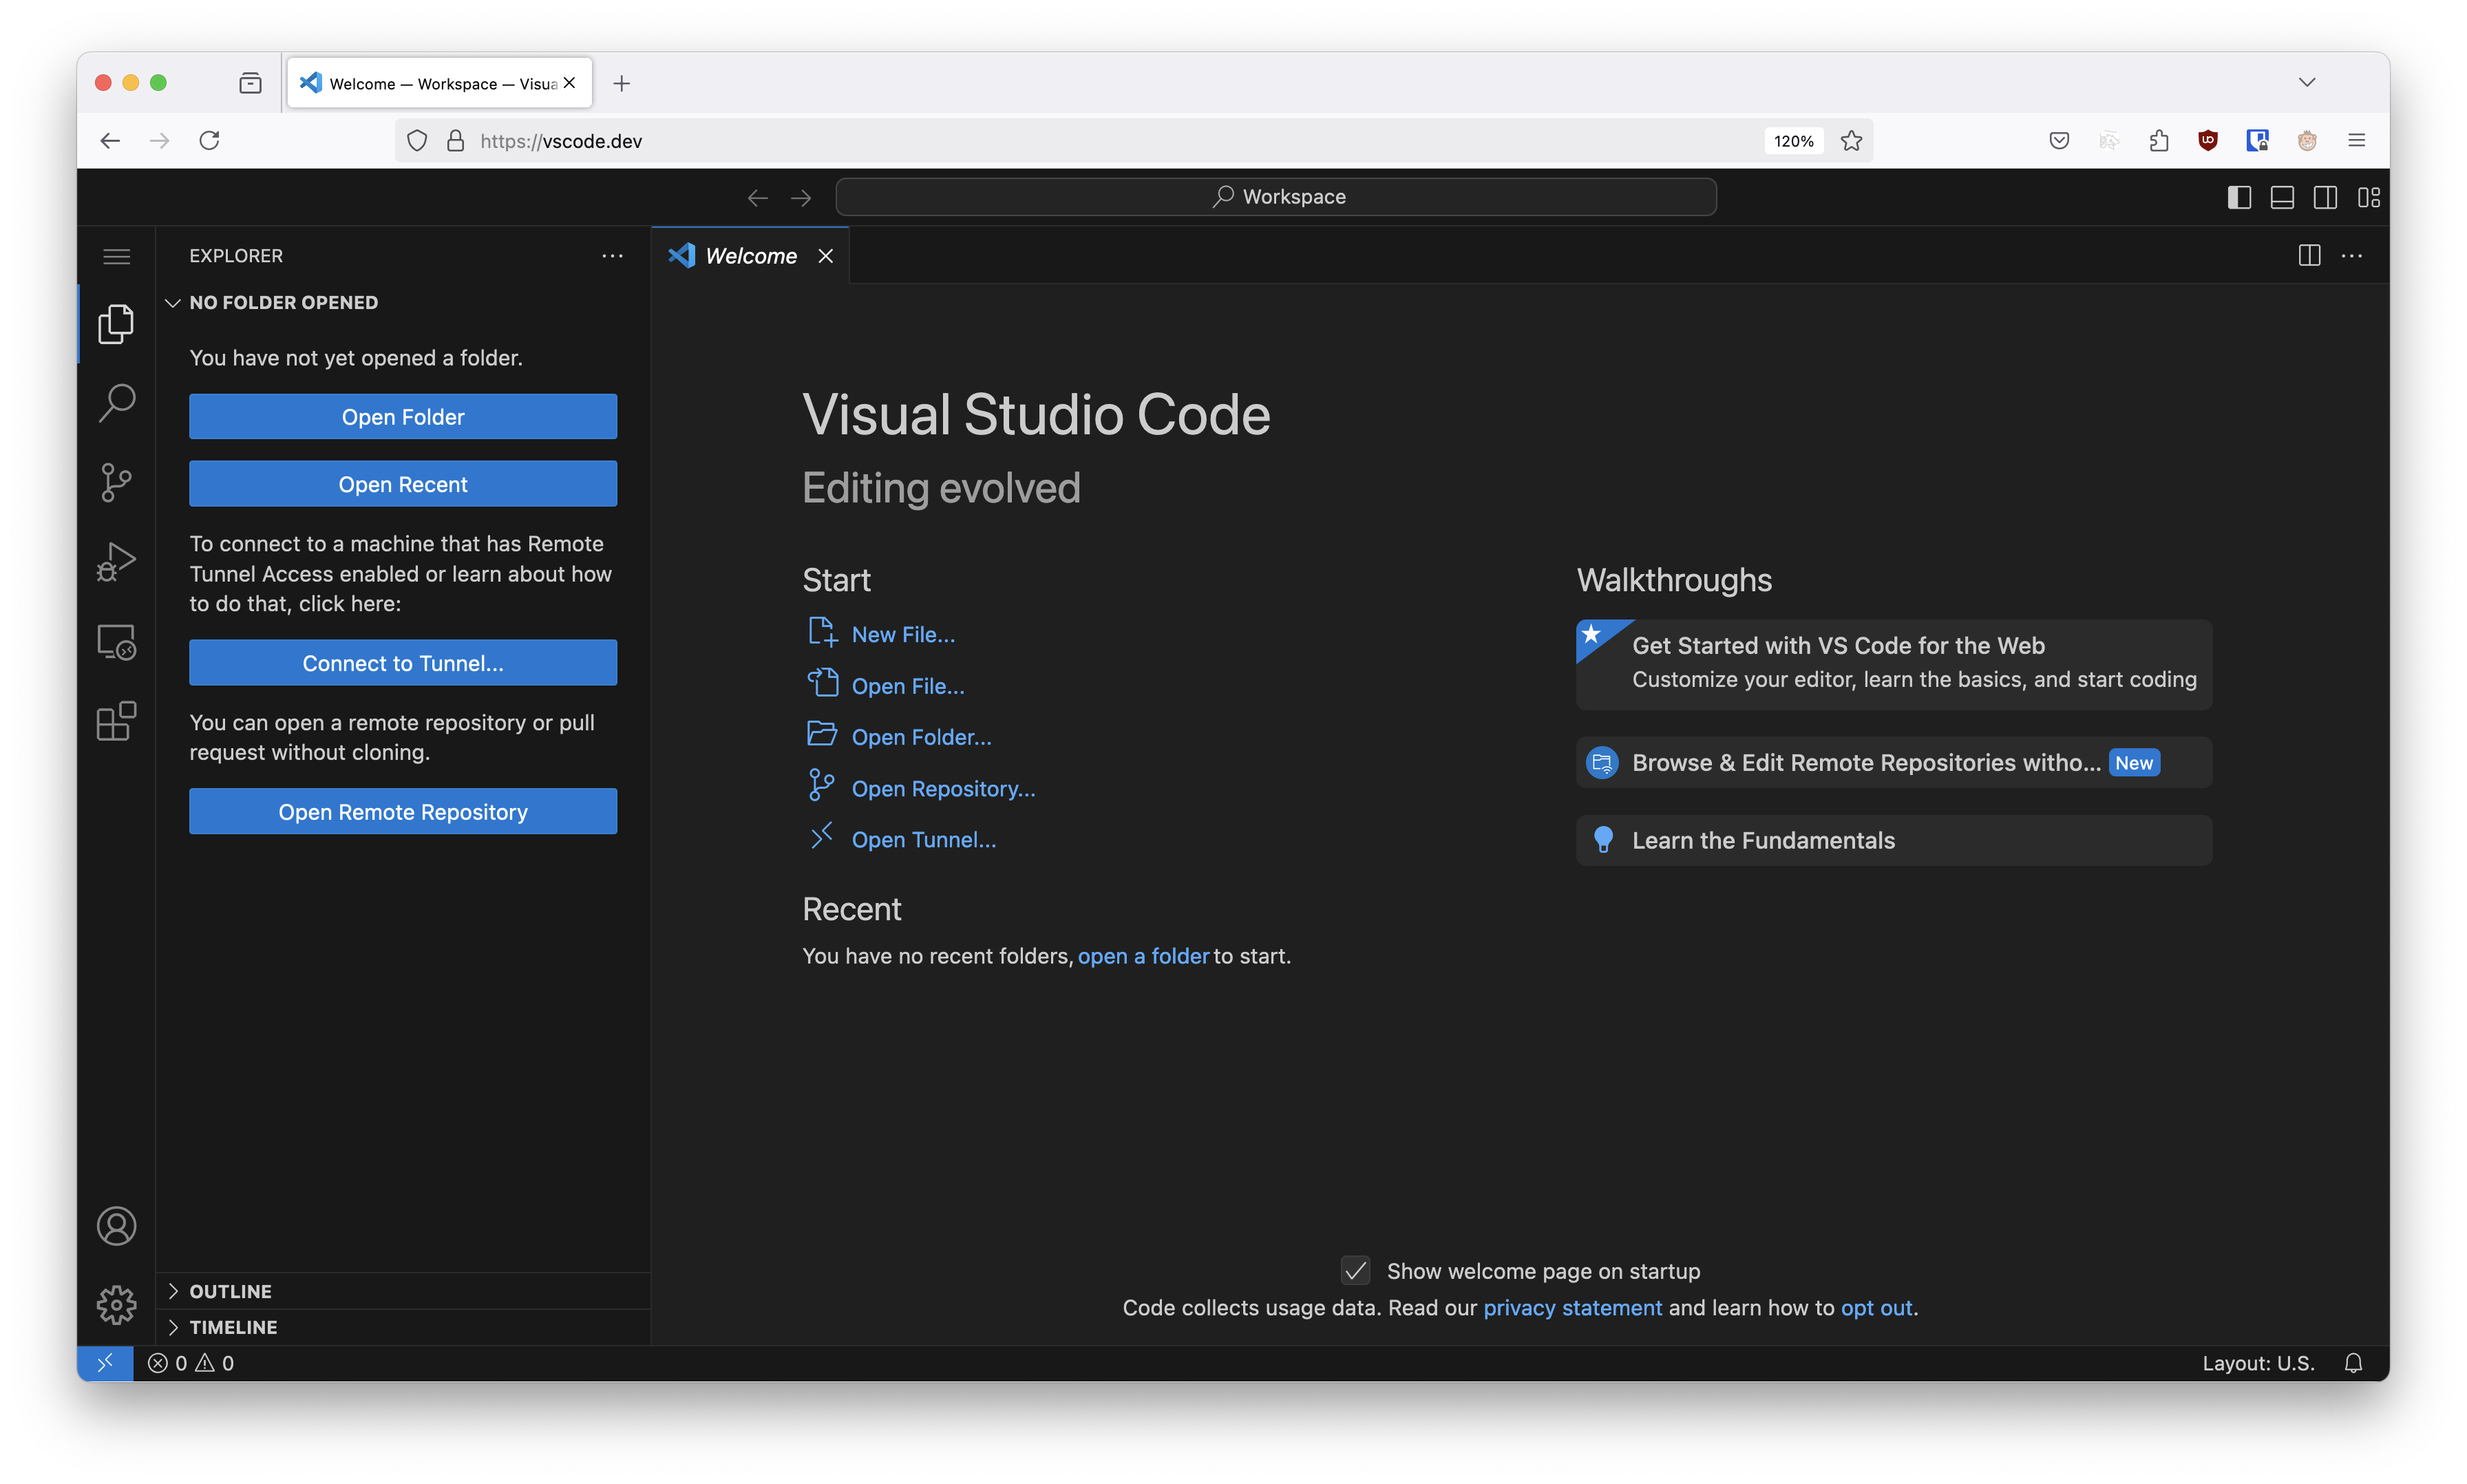 Welcome — Workspace — Visua
https://vscode.dev
120%
Workspace
EXPLORER
Welcome
NO FOLDER OPENED
You have not yet opened a folder.
Open Folder
Open Recent
To connect to a machine that has Remote
Tunnel Access enabled or learn about how
to do that, click here:
Connect to Tunnel...
You can open a remote repository or pull
request without cloning.
Open Remote Repository
OUTLINE
TIMELINE
Visual Studio Code
Editing evolved
Start
New File...
Open File...
Open Folder...
Open Repository...
Open Tunnel...
Recent
You have no recent folders, open a folder to start.
Walkthroughs
Get Started with VS Code for the Web
Customize your editor, learn the basics, and start coding
Browse & Edit Remote Repositories witho... New
Learn the Fundamentals
Show welcome page on startup
Code collects usage data. Read our privacy statement and learn how to opt out.
0 0
Layout: U.S.